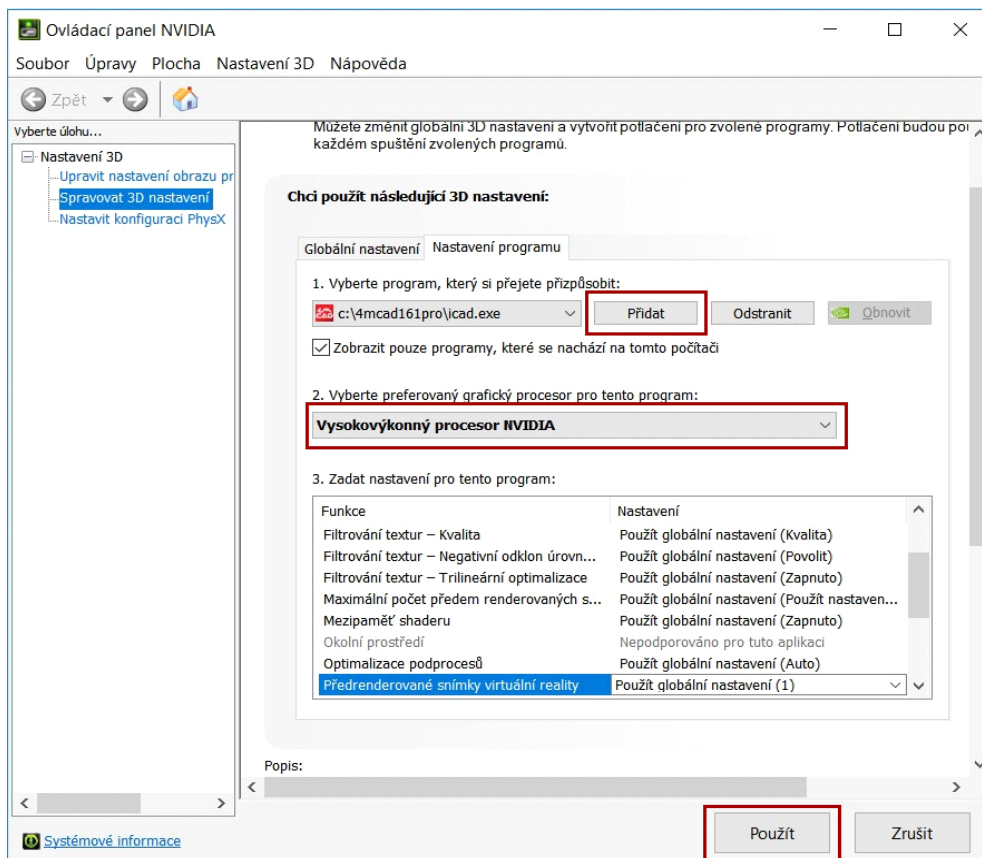 Ovládací panel NVIDIA
Soubor Úpravy Plocha Nastavení 3D Nápověda
Zpět
Vyberte úlohu...
Nastavení 3D
Upravit nastavení obrazu pr
Spravovat 3D nastavení
Nastavit konfiguraci PhysX
Můžete změnit globální 3D nastavení a vytvořit potlačení pro zvolené programy. Potlačení budou pou
každém spuštění zvolených programů.
Chci použít následující 3D nastavení:
Globální nastavení Nastavení programu
1. Vyberte program, který si přejete přizpůsobit:
c:\4mcad161pro\icad.exe Přidat Odstranit Obnovit
Zobrazit pouze programy, které se nachází na tomto počítači
2. Vyberte preferovaný grafický procesor pro tento program:
Vysokovýkonný procesor NVIDIA
3. Zadat nastavení pro tento program:
Funkce Nastavení
Filtrování textur – Kvalita Použít globální nastavení (Kvalita)
Filtrování textur – Negativní odklon úrovn... Použít globální nastavení (Povolit)
Filtrování textur – Trilineární optimalizace Použít globální nastavení (Zapnuto)
Maximální počet předem renderovaných s... Použít globální nastavení (Použít nastaven...
Mezipaměť shaderu Použít globální nastavení (Zapnuto)
Okolní prostředí Nepodporováno pro tuto aplikaci
Optimalizace podprocesů Použít globální nastavení (Auto)
Předrenderované snímky virtuální reality Použít globální nastavení (1)
Popis:
Systémové informace
Použít Zrušit